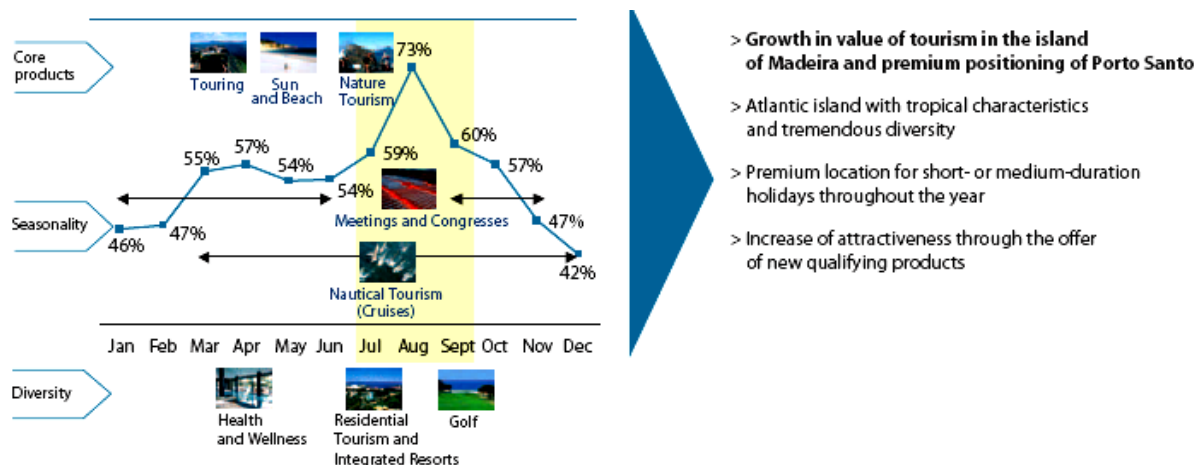 Core
products
Touring
Sun
and Beach
Nature
Tourism
73%
55%
57%
54%
54%
59%
60%
57%
Seasonality
46%
47%
Meetings and Congresses
47%
42%
Nautical Tourism
(Cruises)
Jan Feb Mar Apr May Jun Jul Aug Sept Oct Nov Dec
Diversity
Health
and Wellness
Residential
Tourism and
Integrated Resorts
Golf
> Growth in value of tourism in the island
of Madeira and premium positioning of Porto Santo
> Atlantic island with tropical characteristics
and tremendous diversity
> Premium location for short- or medium-duration
holidays throughout the year
> Increase of attractiveness through the offer
of new qualifying products